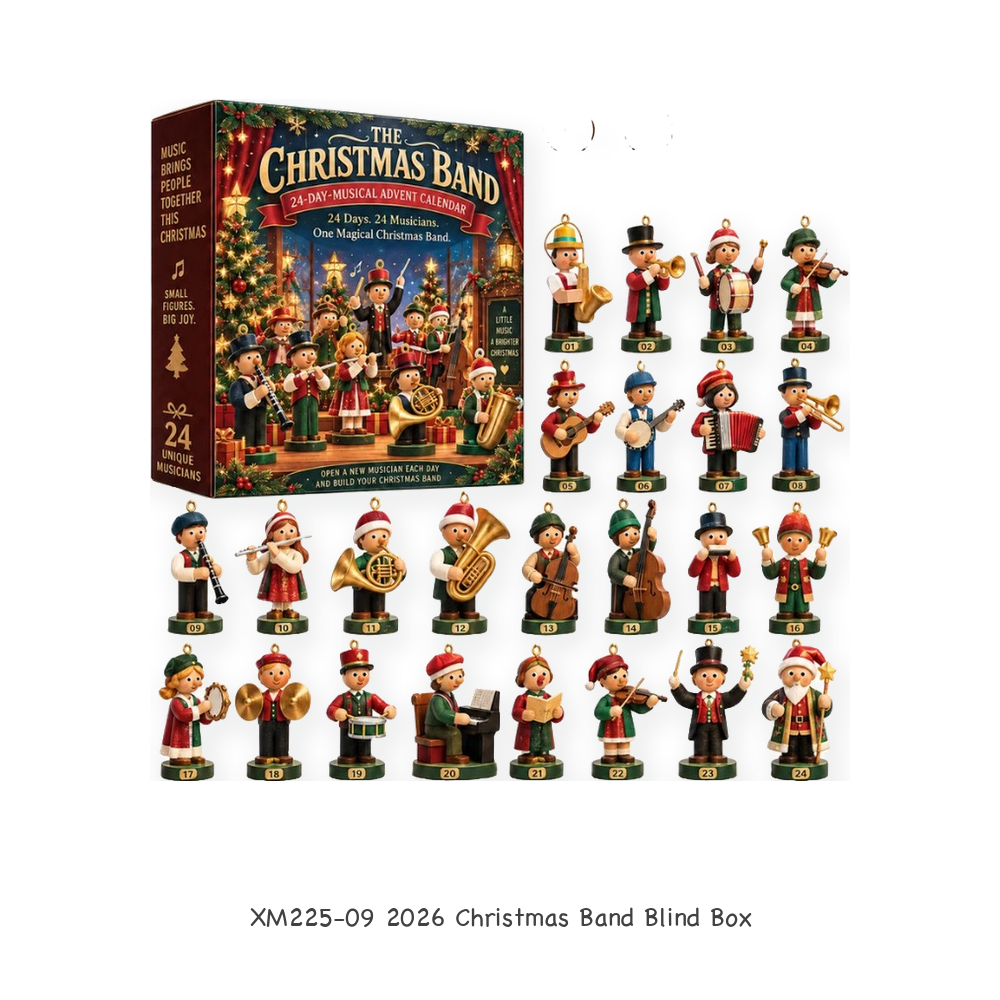 MUSIC
BRINGS
PEOPLE
TOGETHER
THIS
CHRISTMAS
SMALL
FIGURES.
BIG JOY.
24
UNIQUE
MUSICIANS
THE
CHRISTMAS BAND
24-DAY-MUSICAL ADVENT CALENDAR
24 Days. 24 Musicians.
One Magical Christmas Band.
A
LITTLE
MUSIC
A BRIGHTER
CHRISTMAS
OPEN A NEW MUSICIAN EACH DAY
AND BUILD YOUR CHRISTMAS BAND
01 02 03 04
05 06 07 08
09 10 11 12 13 14 15 16
17 18 19 20 21 22 23 24
XM225-09 2026 Christmas Band Blind Box